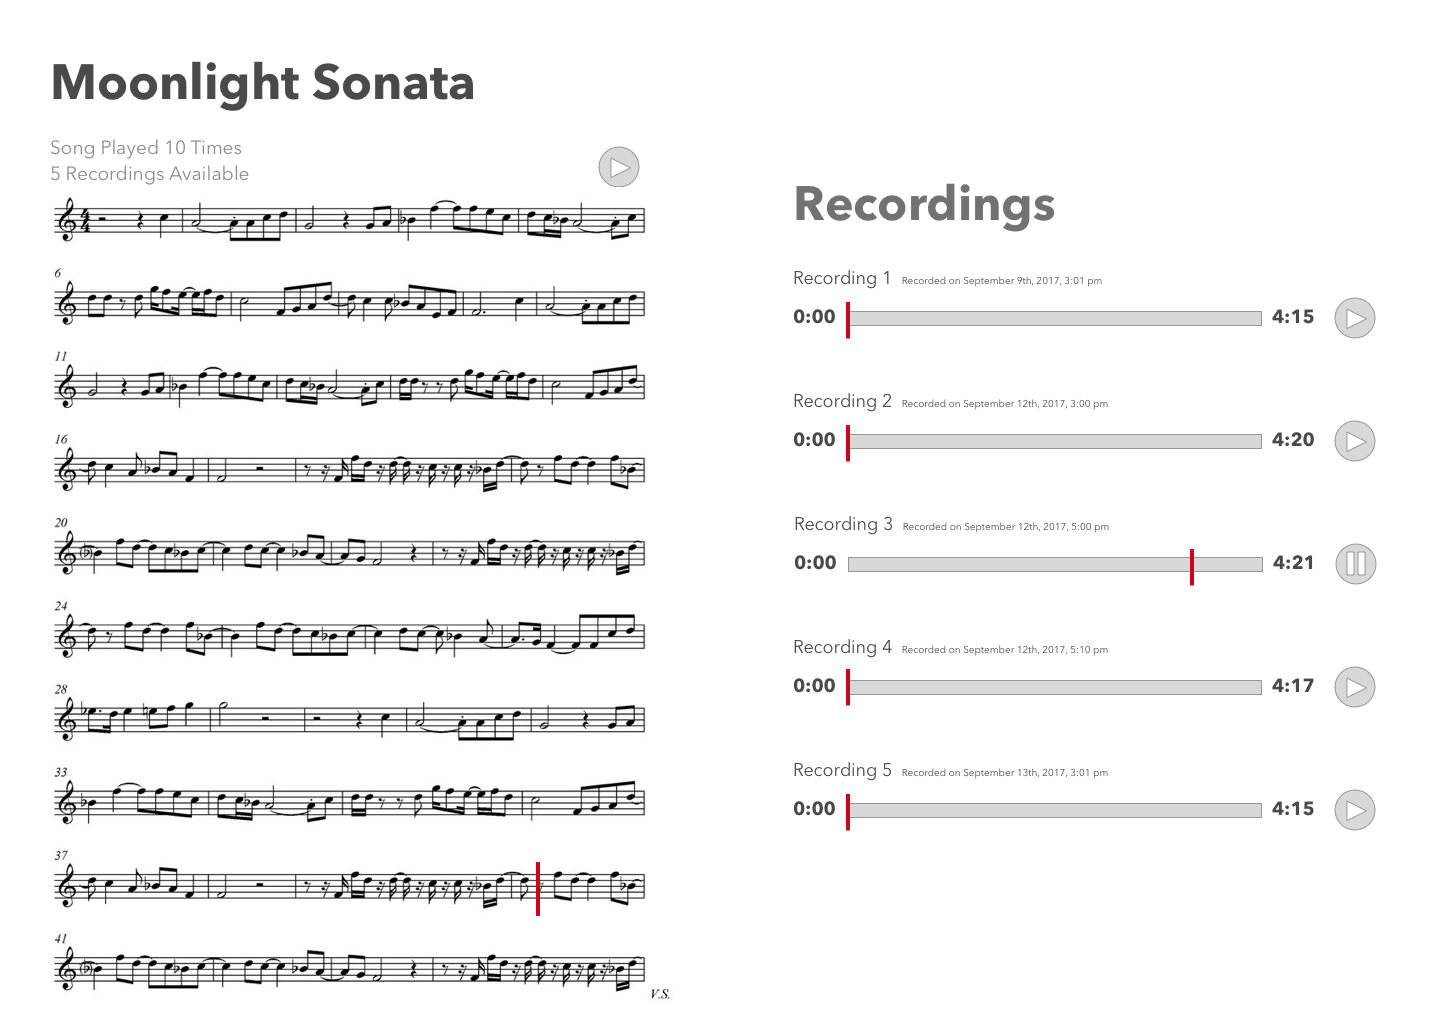 Moonlight Sonata
Song Played 10 Times
5 Recordings Available
6
11
16
20
24
28
33
37
41
V.S.
Recordings
Recording 1 Recorded on September 9th, 2017, 3:01 pm
0:00 4:15
Recording 2 Recorded on September 12th, 2017, 3:00 pm
0:00 4:20
Recording 3 Recorded on September 12th, 2017, 5:00 pm
0:00 4:21
Recording 4 Recorded on September 12th, 2017, 5:10 pm
0:00 4:17
Recording 5 Recorded on September 13th, 2017, 3:01 pm
0:00 4:15